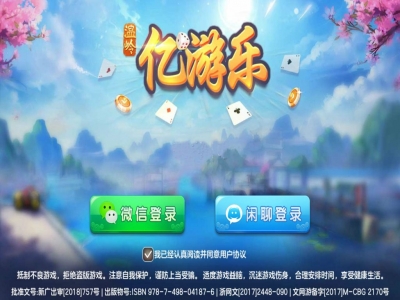 温岭
亿游乐
微信登录
闲聊登录
我已经认真阅读并同意用户协议
抵制不良游戏，拒绝盗版游戏。注意自我保护，谨防上当受骗。 适度游戏益脑，沉迷游戏伤身，合理安排时间，享受健康生活。
批准文号:新广出审[2018]757号 | 出版物号:ISBN 978-7-498-04187-6 | 浙网文[2017]2448-090 | 文网游备字[2017]M-CBG 2170号